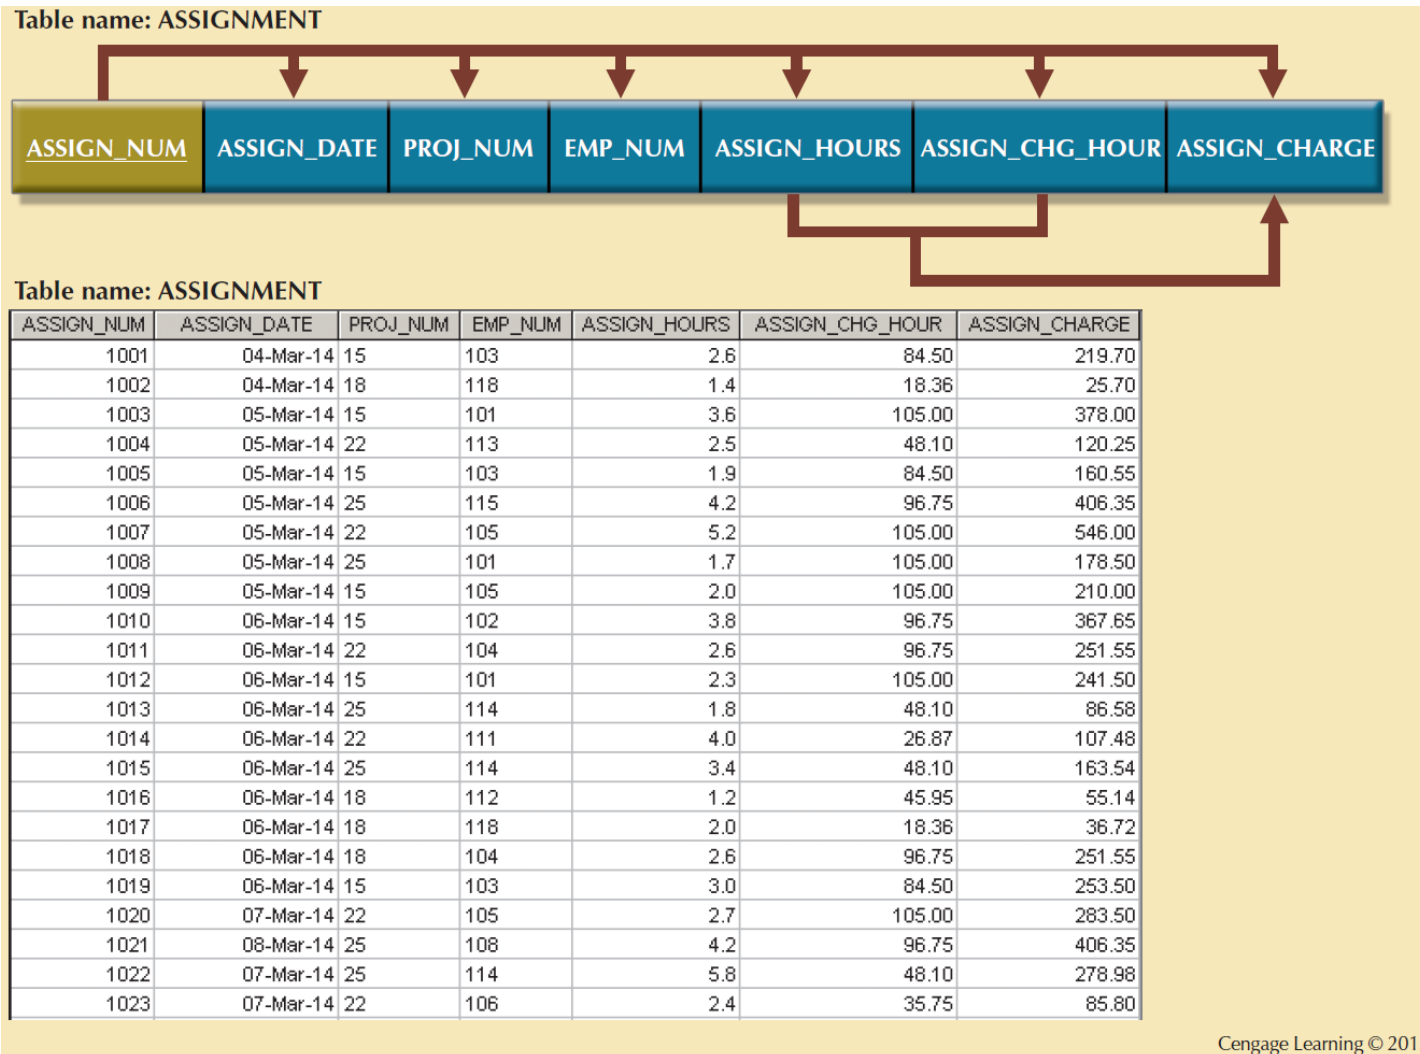 Table name: ASSIGNMENT
ASSIGN_NUM ASSIGN_DATE PROJ_NUM EMP_NUM ASSIGN_HOURS ASSIGN_CHG_HOUR ASSIGN_CHARGE
Table name: ASSIGNMENT
ASSIGN_NUM ASSIGN_DATE PROJ_NUM EMP_NUM ASSIGN_HOURS ASSIGN_CHG_HOUR ASSIGN_CHARGE
1001 04-Mar-14 15 103 2.6 84.50 219.70
1002 04-Mar-14 18 118 1.4 18.36 25.70
1003 05-Mar-14 15 101 3.6 105.00 378.00
1004 05-Mar-14 22 113 2.5 48.10 120.25
1005 05-Mar-14 15 103 1.9 84.50 160.55
1006 05-Mar-14 25 115 4.2 96.75 406.35
1007 05-Mar-14 22 105 5.2 105.00 546.00
1008 05-Mar-14 25 101 1.7 105.00 178.50
1009 05-Mar-14 15 105 2.0 105.00 210.00
1010 06-Mar-14 15 102 3.8 96.75 367.65
1011 06-Mar-14 22 104 2.6 96.75 251.55
1012 06-Mar-14 15 101 2.3 105.00 241.50
1013 06-Mar-14 25 114 1.8 48.10 86.58
1014 06-Mar-14 22 111 4.0 26.87 107.48
1015 06-Mar-14 25 114 3.4 48.10 163.54
1016 06-Mar-14 18 112 1.2 45.95 55.14
1017 06-Mar-14 18 118 2.0 18.36 36.72
1018 06-Mar-14 18 104 2.6 96.75 251.55
1019 06-Mar-14 15 103 3.0 84.50 253.50
1020 07-Mar-14 22 105 2.7 105.00 283.50
1021 08-Mar-14 25 108 4.2 96.75 406.35
1022 07-Mar-14 25 114 5.8 48.10 278.98
1023 07-Mar-14 22 106 2.4 35.75 85.80
Cengage Learning © 201